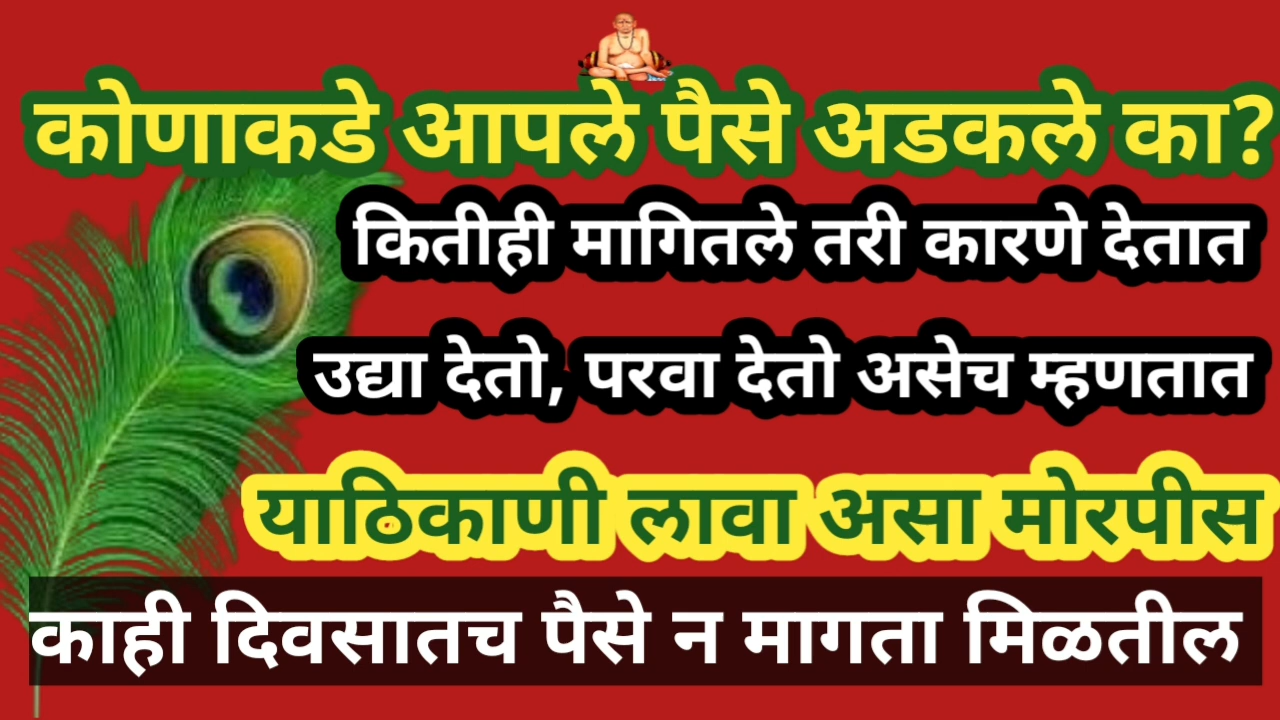 कोणाकडे आपले पैसे अडकले का?
कितीही मागितले तरी कारणे देतात
उद्या देतो, परवा देतो असेच म्हणतात
याठिकाणी लावा असा मोरपीस
काही दिवसातच पैसे न मागता मिळतील